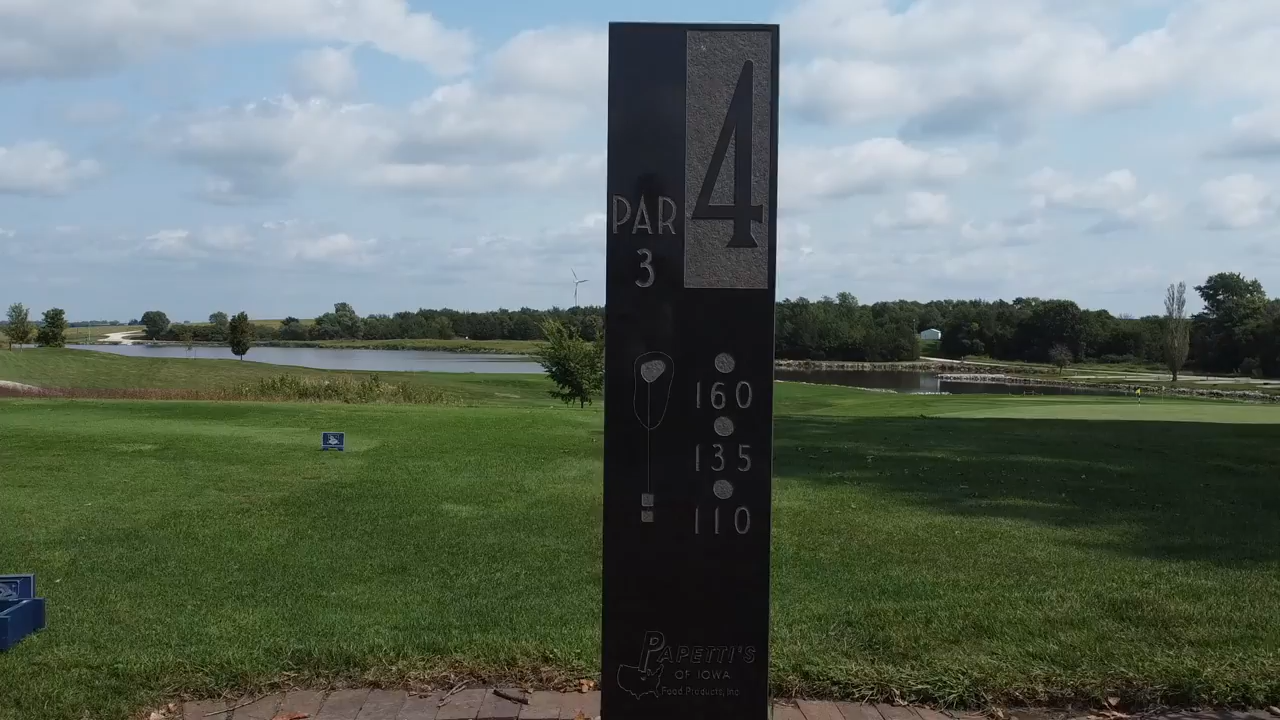 4
PAR
3
160
135
110
PAPETTI'S
OF IOWA
Food Products, Inc.